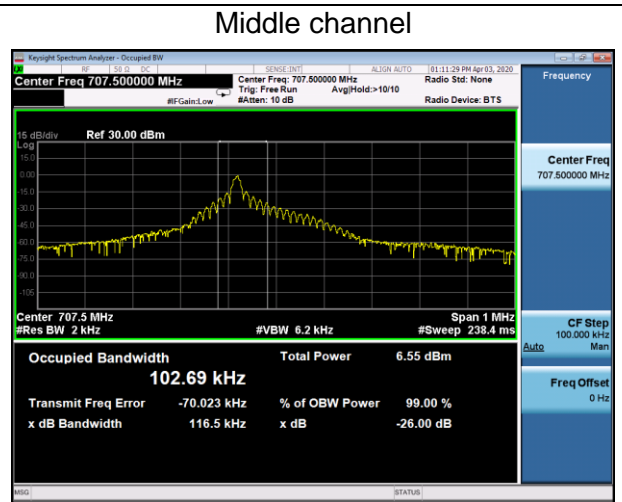 Middle channel
Keysight Spectrum Analyzer - Occupied BW
RF 50 Ω DC SENSE:INT ALIGN AUTO 01:11:29 PM Apr 03, 2020
Center Freq 707.500000 MHz Center Freq: 707.500000 MHz Radio Std: None Frequency
Trig: Free Run Avg|Hold:>10/10
#IFGain:Low #Atten: 10 dB Radio Device: BTS
15 dB/div Ref 30.00 dBm
Log
15.0
0.00
-15.0
-30.0
-45.0
-60.0
-75.0
-90.0
-105
Center Freq
707.500000 MHz
Center 707.5 MHz Span 1 MHz
#Res BW 2 kHz #VBW 6.2 kHz #Sweep 238.4 ms
CF Step
100.000 kHz
Auto Man
Occupied Bandwidth Total Power 6.55 dBm
102.69 kHz
Freq Offset
0 Hz
Transmit Freq Error -70.023 kHz % of OBW Power 99.00 %
x dB Bandwidth 116.5 kHz x dB -26.00 dB
MSG STATUS